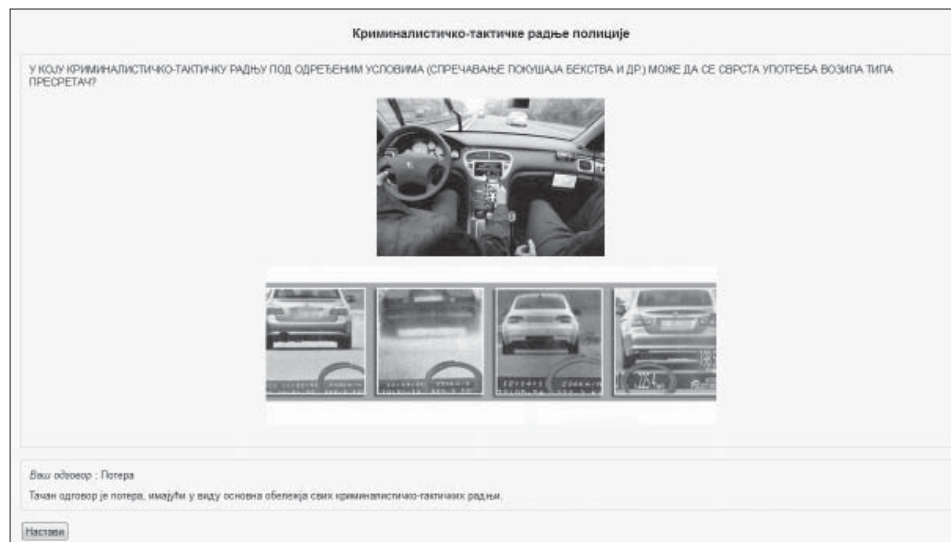 Криминалистичко-тактичке радње полиције
У КОЈУ КРИМИНАЛИСТИЧКО-ТАКТИЧКУ РАДЊУ ПОД ОДРЕЂЕНИМ УСЛОВИМА (СПРЕЧАВАЊЕ ПОКУШАЈА БЕКСТВА И ДР.) МОЖЕ ДА СЕ СВРСТА УПОТРЕБА ВОЗИЛА ТИПА
ПРЕСРЕТАЧ?
Ваш одговор : Потера
Тачан одговор је потера, имајући у виду основна обележја свих криминалистичко-тактичких радњи.
Настави